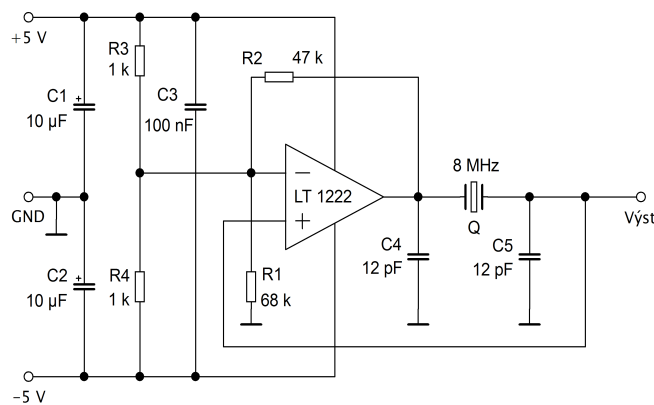 +5 V
R3
1 k
R2
47 k
C1
+
10 µF
C3
100 nF
8 MHz
−
LT 1222
+
GND
Q
Výst
C4
12 pF
C5
12 pF
C2
+
10 µF
R4
1 k
R1
68 k
−5 V